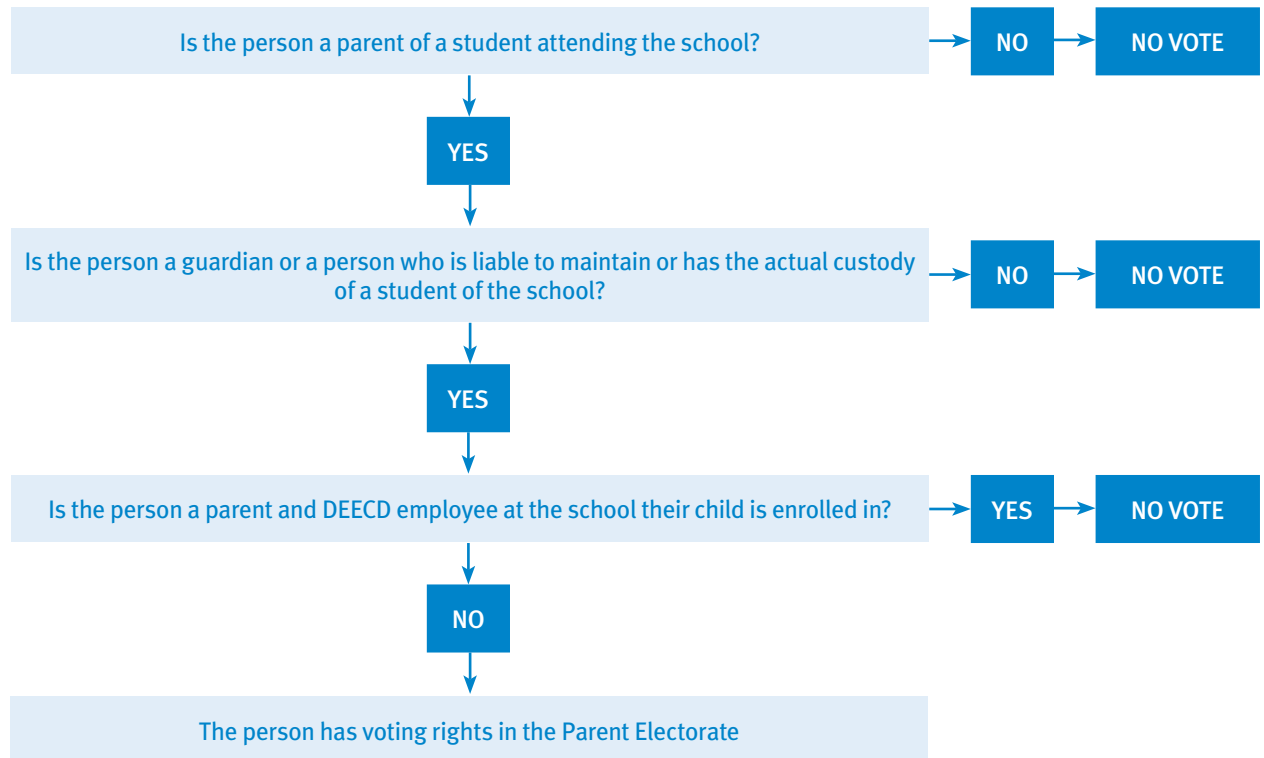 Is the person a parent of a student attending the school?
NO
NO VOTE
YES
Is the person a guardian or a person who is liable to maintain or has the actual custody
of a student of the school?
NO
NO VOTE
YES
Is the person a parent and DEECD employee at the school their child is enrolled in?
YES
NO VOTE
NO
The person has voting rights in the Parent Electorate